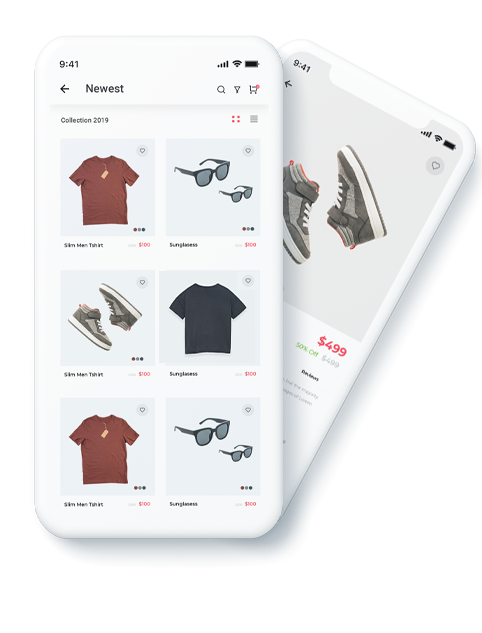 9:41
Newest
Collection 2019
Slim Men Tshirt $100
Sunglasess $100
Slim Men Tshirt $100
Sunglasess $100
Slim Men Tshirt $100
Sunglasess $100
9:41
$499
50% Off $499
Reviews